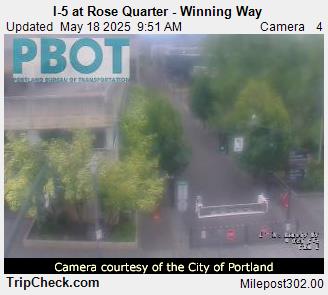 I-5 at Rose Quarter - Winning Way
Updated May 18 2025 9:51 AM Camera 4
PBOT
PORTLAND BUREAU OF TRANSPORTATION
Camera courtesy of the City of Portland
TripCheck.com Milepost302.00